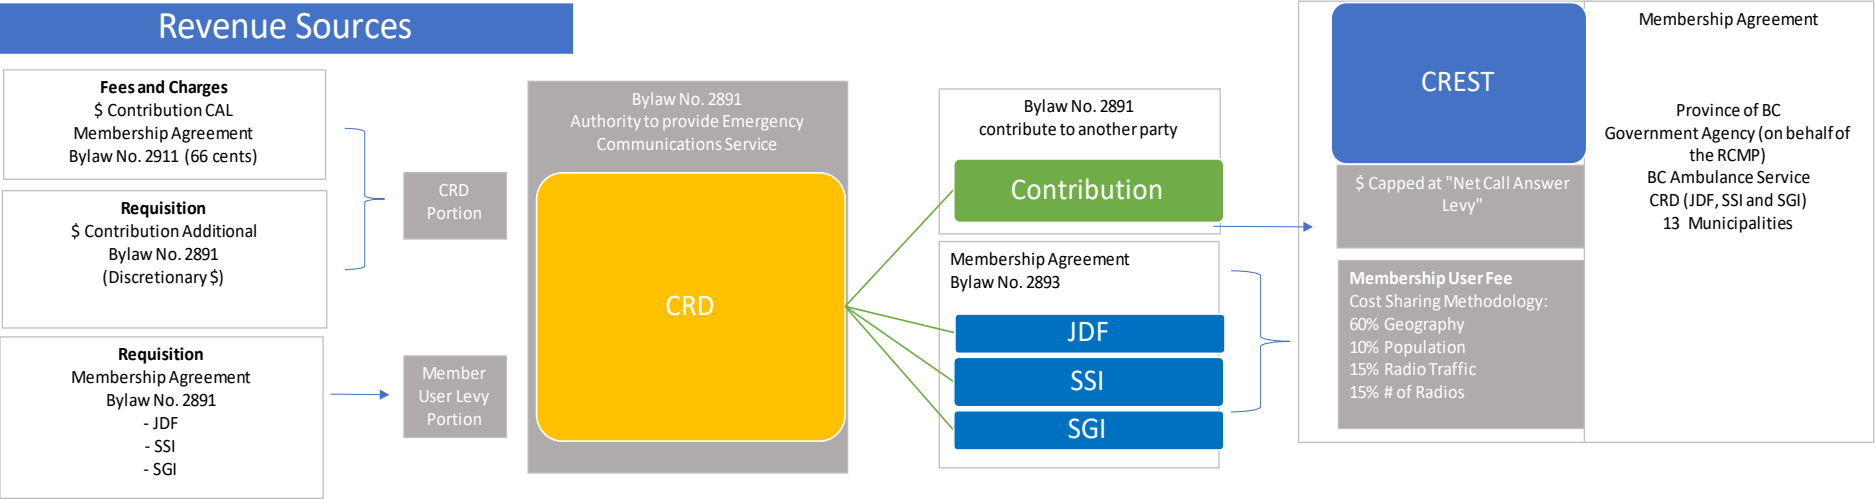 Revenue Sources
Fees and Charges
$ Contribution CAL
Membership Agreement
Bylaw No. 2911 (66 cents)
Requisition
$ Contribution Additional
Bylaw No. 2891
(Discretionary $)
Requisition
Membership Agreement
Bylaw No. 2891
- JDF
- SSI
- SGI
CRD
Portion
Member
User Levy
Portion
Bylaw No. 2891
Authority to provide Emergency
Communications Service
CRD
Bylaw No. 2891
contribute to another party
Contribution
Membership Agreement
Bylaw No. 2893
JDF
SSI
SGI
CREST
$ Capped at "Net Call Answer
Levy"
Membership User Fee
Cost Sharing Methodology:
60% Geography
10% Population
15% Radio Traffic
15% # of Radios
Membership Agreement
Province of BC
Government Agency (on behalf of
the RCMP)
BC Ambulance Service
CRD (JDF, SSI and SGI)
13 Municipalities